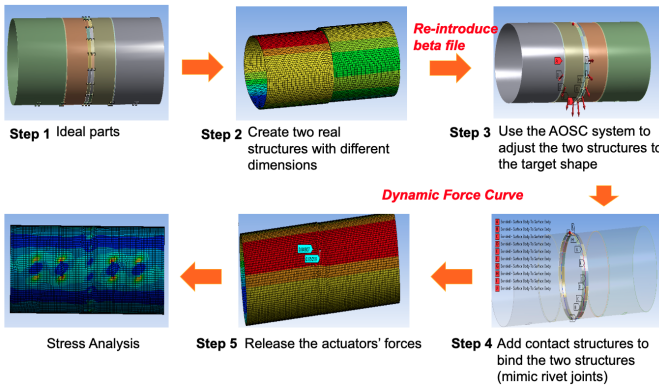 Re-introduce
beta file
Step 1 Ideal parts
Step 2 Create two real
structures with different
dimensions
Step 3 Use the AOSC system to
adjust the two structures to
the target shape
Dynamic Force Curve
Stress Analysis
Step 5 Release the actuators' forces
Step 4 Add contact structures to
bind the two structures
(mimic rivet joints)